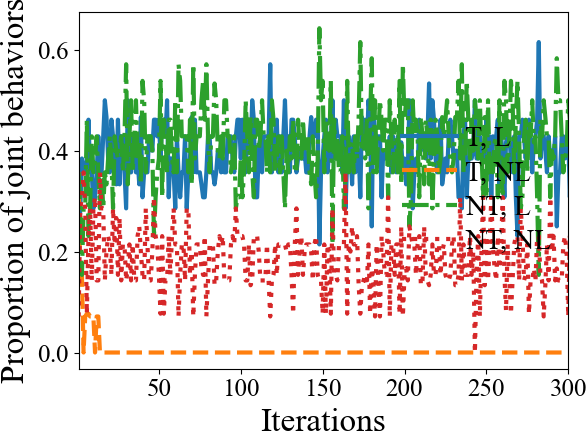 Proportion of joint behaviors
0.6
0.4
0.2
0.0
T, L
T, NL
NT, L
NT, NL
50
100
150
200
250
300
Iterations